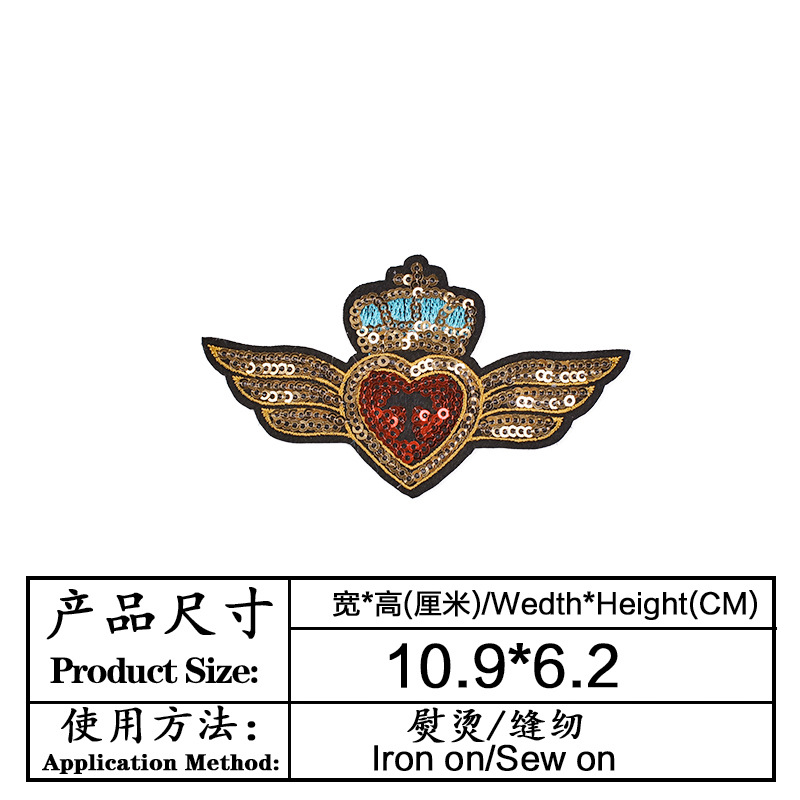 产品尺寸
Product Size:
宽*高(厘米)/Wedth*Height(CM)
10.9*6.2
使用方法：
Application Method:
熨烫/缝纫
Iron on/Sew on